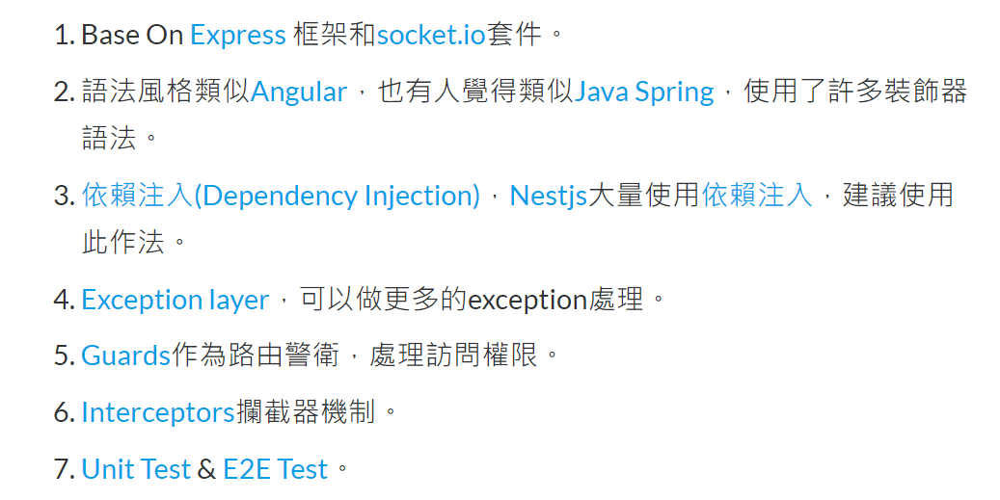 1. Base On Express 框架和socket.io套件。
2. 語法風格類似Angular，也有人覺得類似Java Spring，使用了許多裝飾器
語法。
3. 依賴注入(Dependency Injection)，Nestjs大量使用依賴注入，建議使用
此作法。
4. Exception layer，可以做更多的exception處理。
5. Guards作為路由警衛，處理訪問權限。
6. Interceptors攔截器機制。
7. Unit Test & E2E Test。